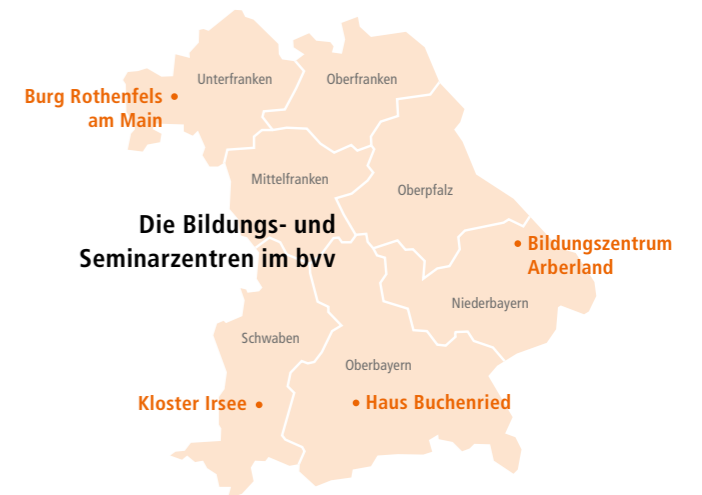 Unterfranken
Oberfranken
Burg Rothenfels
am Main
Mittelfranken
Oberpfalz
Die Bildungs- und
Seminarzentren im bvv
Bildungszentrum
Arberland
Niederbayern
Schwaben
Oberbayern
Kloster Irsee
Haus Buchenried